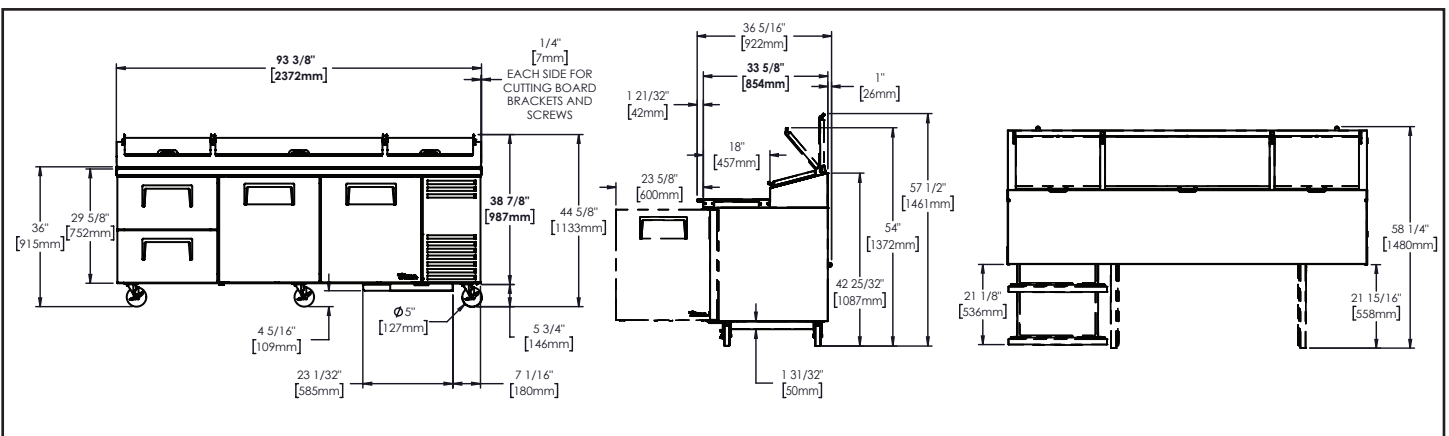 93 3/8"
[2372mm]
1/4"
[7mm]
EACH SIDE FOR
CUTTING BOARD
BRACKETS AND
SCREWS
36"
[915mm]
29 5/8"
[752mm]
38 7/8"
[987mm]
44 5/8"
[1133mm]
True
4 5/16"
[109mm]
Ø5"
[127mm]
5 3/4"
[146mm]
23 1/32"
[585mm]
7 1/16"
[180mm]
36 5/16"
[922mm]
33 5/8"
[854mm]
1"
[26mm]
1 21/32"
[42mm]
18"
[457mm]
23 5/8"
[600mm]
57 1/2"
[1461mm]
54"
[1372mm]
42 25/32"
[1087mm]
True
1 31/32"
[50mm]
58 1/4"
[1480mm]
21 1/8"
[536mm]
21 15/16"
[558mm]